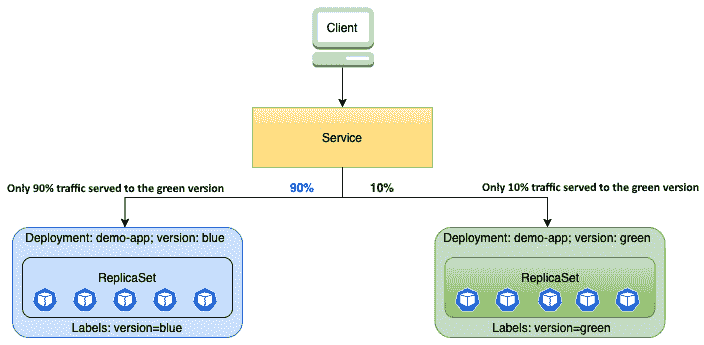 Client
Service
Only 90% traffic served to the green version
90%
10%
Only 10% traffic served to the green version
Deployment: demo-app; version: blue
ReplicaSet
Labels: version=blue
Deployment: demo-app; version: green
ReplicaSet
Labels: version=green